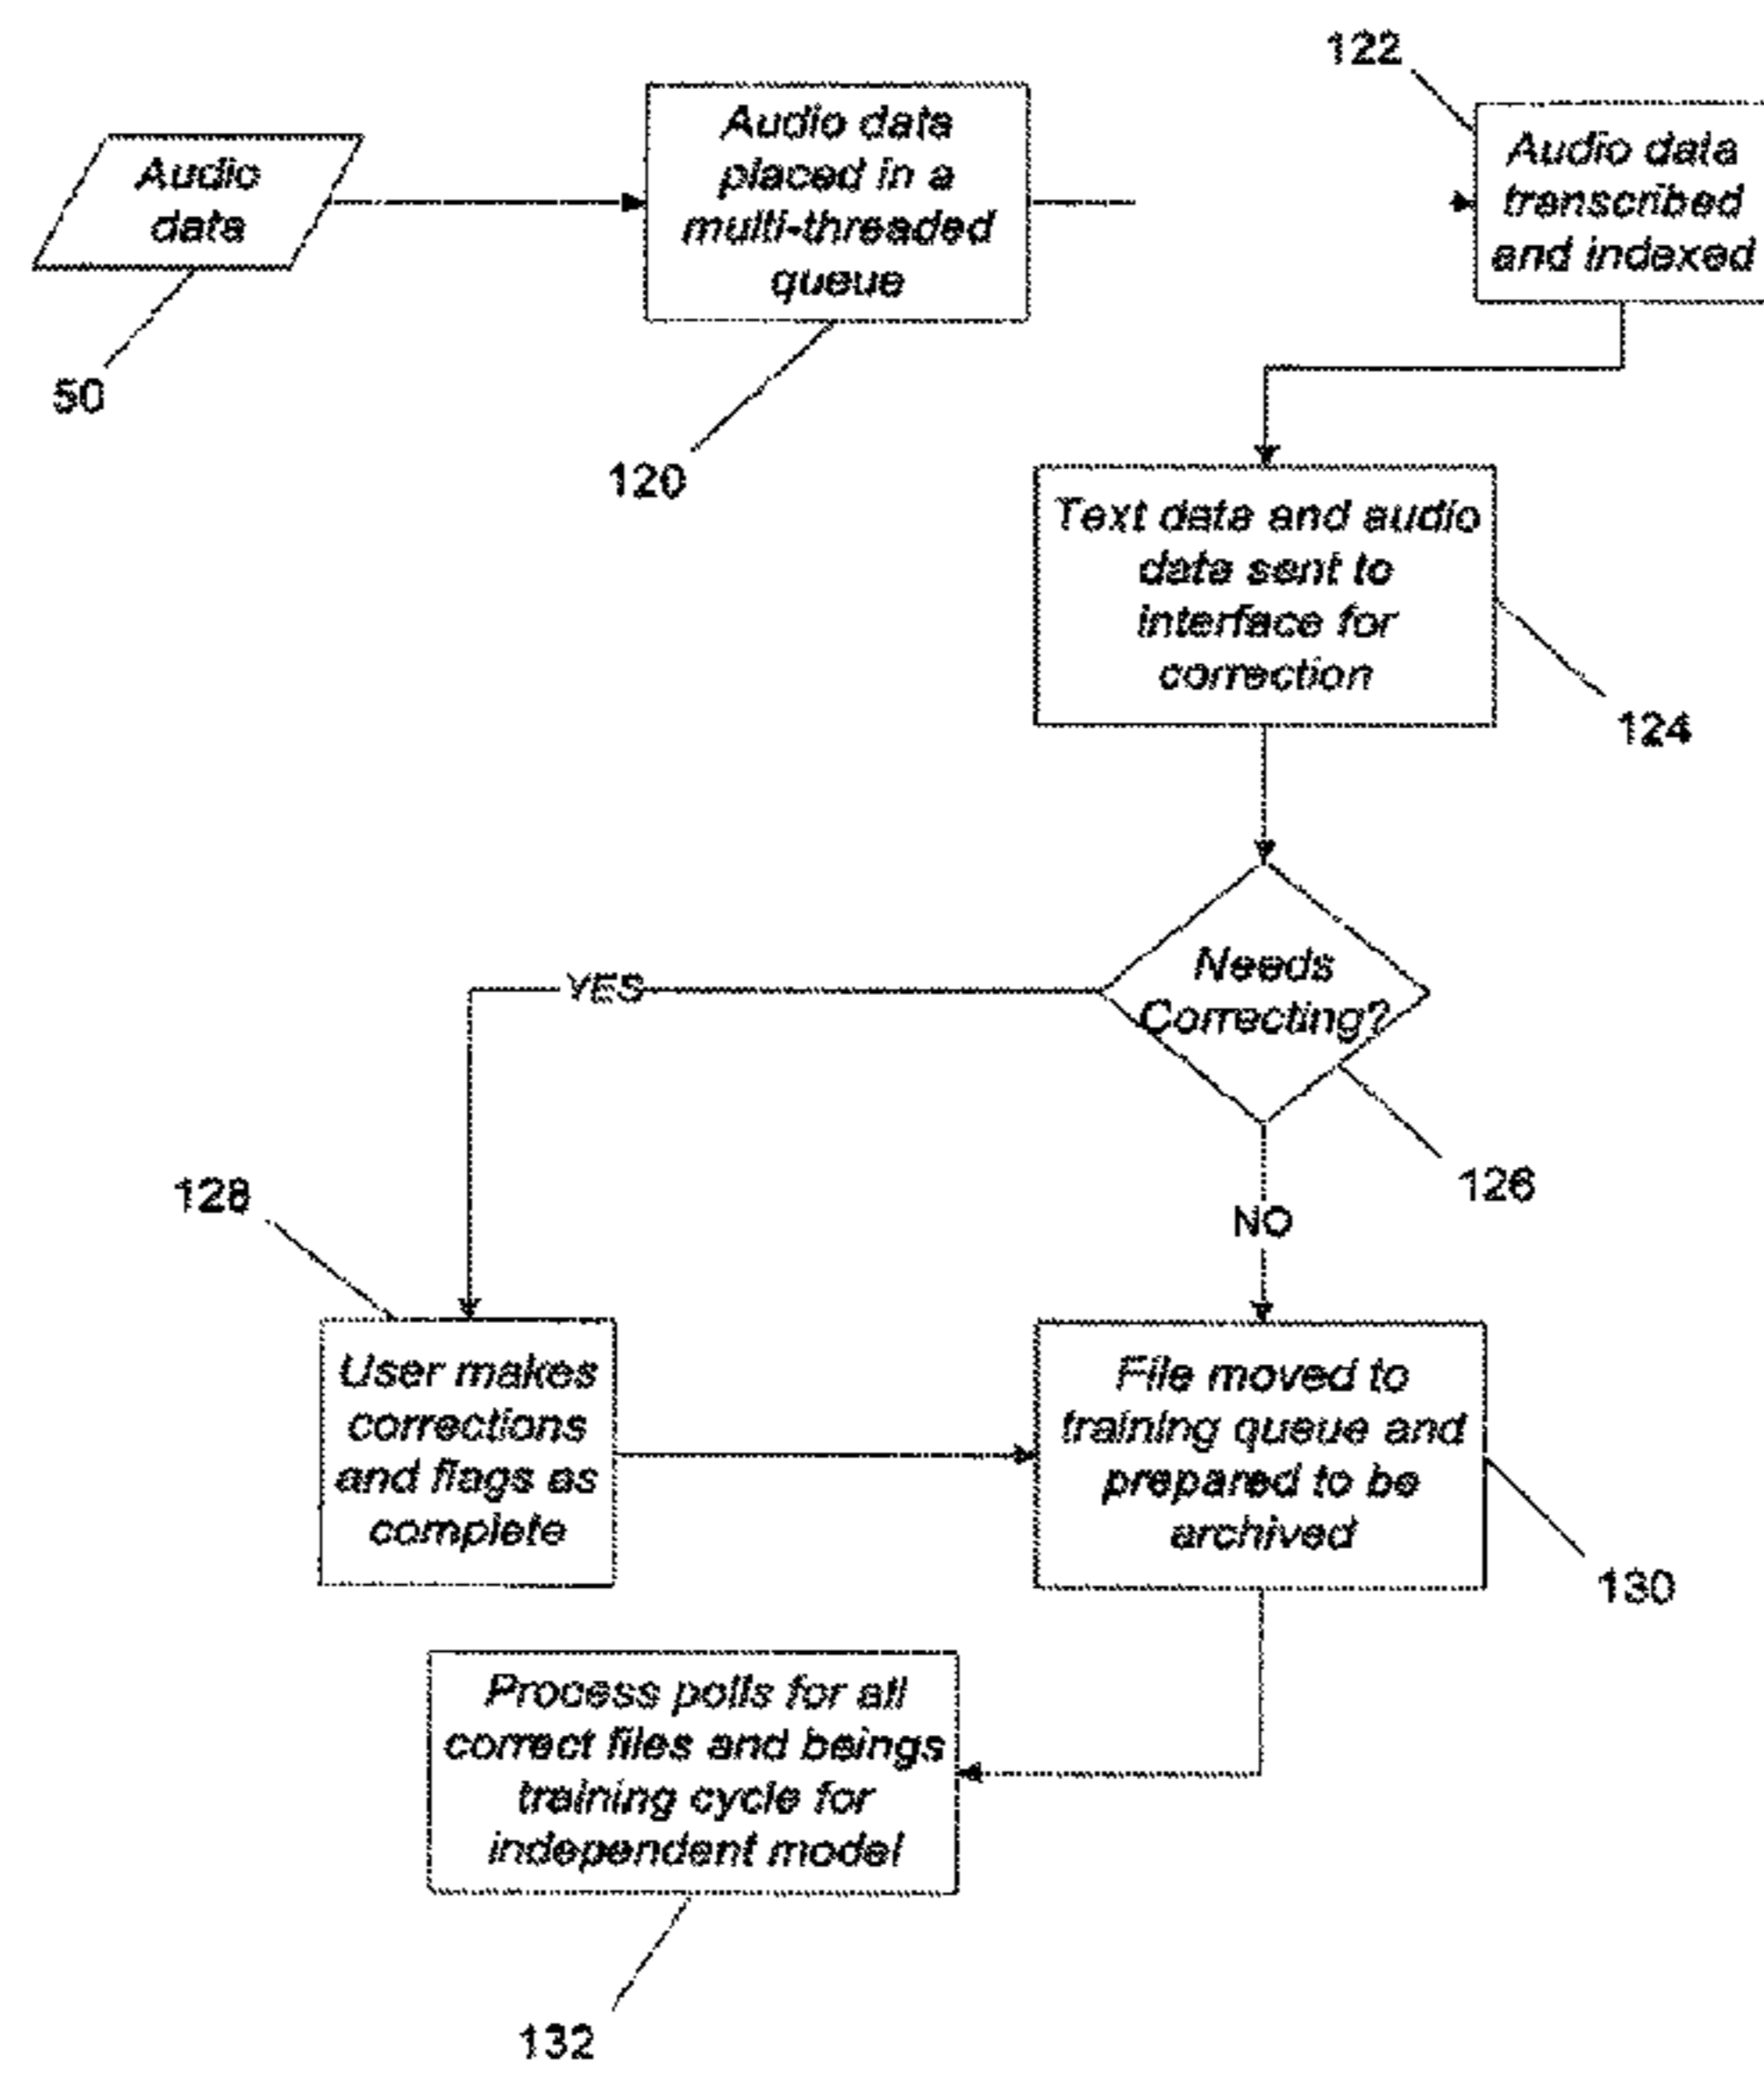 122
Audio
data
Audio data
placed in a
multi-threaded
queue
Audio data
transcribed
and indexed
50
120
Text data and audio
data sent to
interface for
correction
124
Needs
Correcting?
YES
126
NO
128
User makes
corrections
and flags as
complete
File moved to
training queue and
prepared to be
archived
130
Process polls for all
correct files and beings
training cycle for
independent model
132